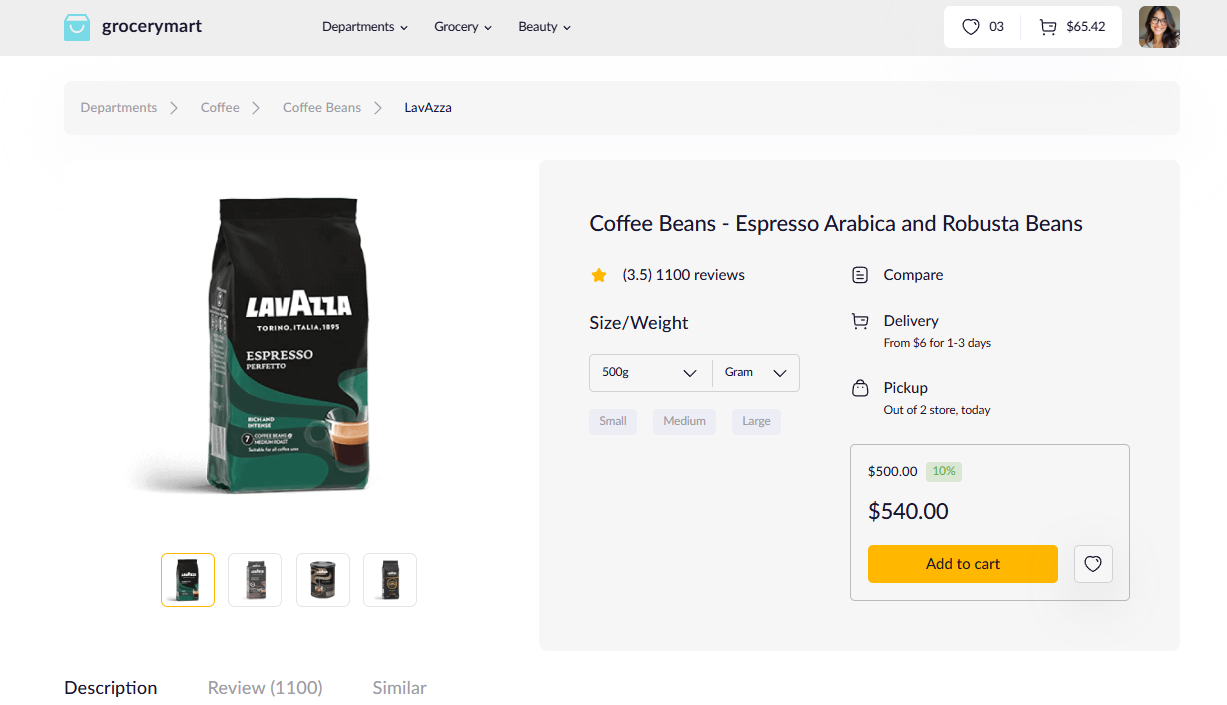 grocerymart
Departments
Grocery
Beauty
03
$65.42
Departments
Coffee
Coffee Beans
LavAzza
LAVAZZA
TORINO, ITALIA, 1895
ESPRESSO
PERFETTO
RICH AND
INTENSE
7
COFFEE BEANS
MEDIUM ROAST
Suitable for all coffee uses
Coffee Beans - Espresso Arabica and Robusta Beans
(3.5) 1100 reviews
Size/Weight
500g
Gram
Small
Medium
Large
Compare
Delivery
From $6 for 1-3 days
Pickup
Out of 2 store, today
$500.00
10%
$540.00
Add to cart
Description
Review (1100)
Similar